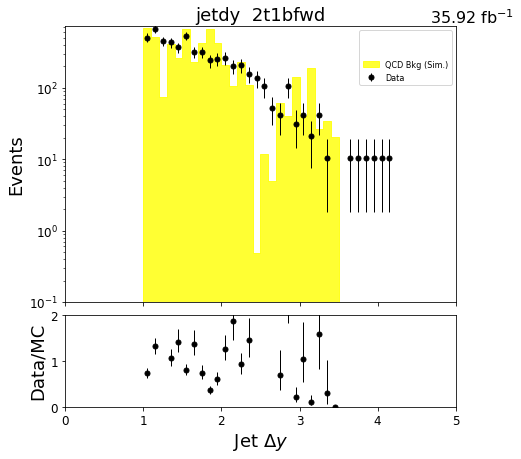 jetdy 2t1bfwd
35.92 fb⁻¹
QCD Bkg (Sim.)
Data
Events
10²
10¹
10⁰
10⁻¹
Data/MC
2
1
0
0 1 2 3 4 5
Jet Δy